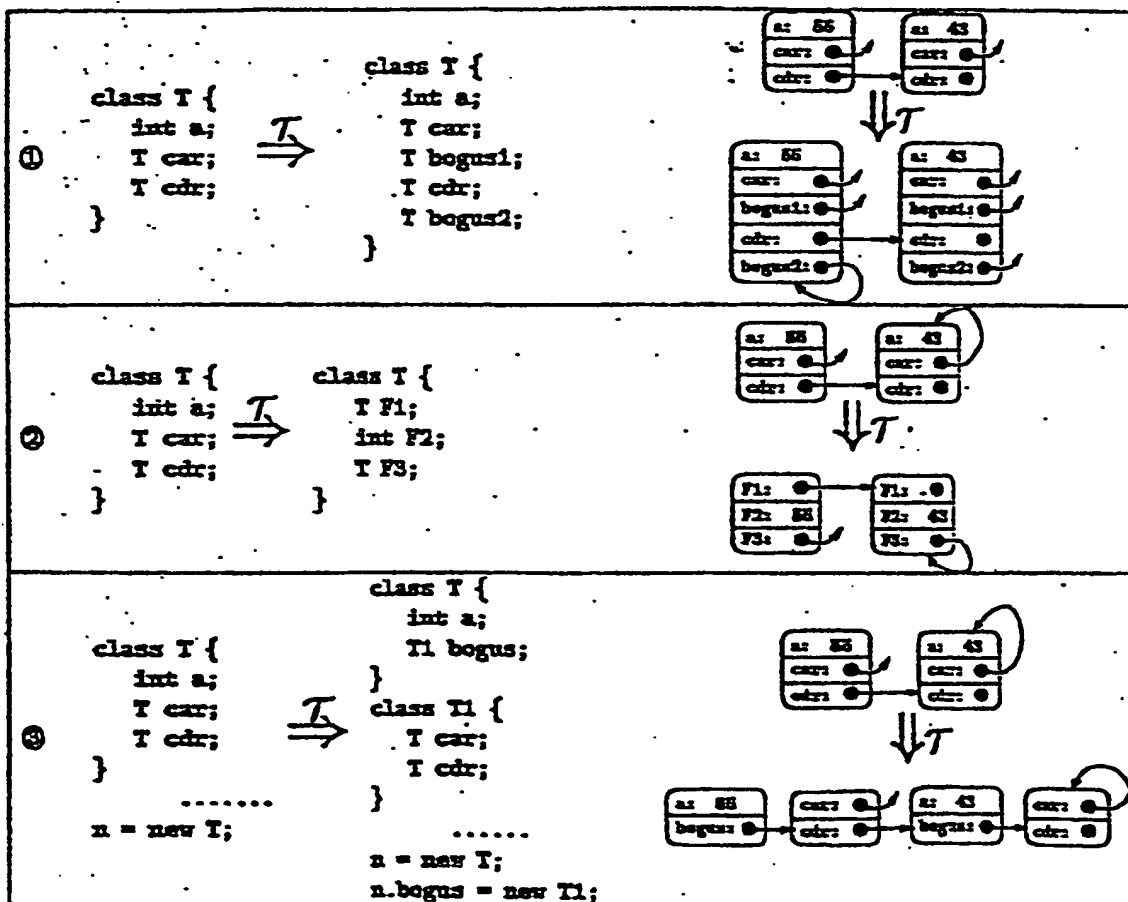 ①
class T {
int a;
T car;
T cdr;
}
T
class T {
int a;
T car;
T bogus1;
T cdr;
T bogus2;
}
a: 55
car:
cdr:
a: 43
car:
cdr:
T
a: 55
car:
bogus1:
cdr:
bogus2:
a: 43
car:
bogus1:
cdr:
bogus2:
②
class T {
int a;
T car;
T cdr;
}
T
class T {
T F1;
int F2;
T F3;
}
a: 55
car:
cdr:
a: 43
car:
cdr:
T
F1:
F2: 55
F3:
F1:
F2: 43
F3:
③
class T {
int a;
T car;
T cdr;
}
.......
n = new T;
T
class T {
int a;
T1 bogus;
}
class T1 {
T car;
T cdr;
}
......
n = new T;
n.bogus = new T1;
a: 55
car:
cdr:
a: 43
car:
cdr:
T
a: 55
bogus:
car:
cdr:
a: 43
bogus:
car:
cdr: